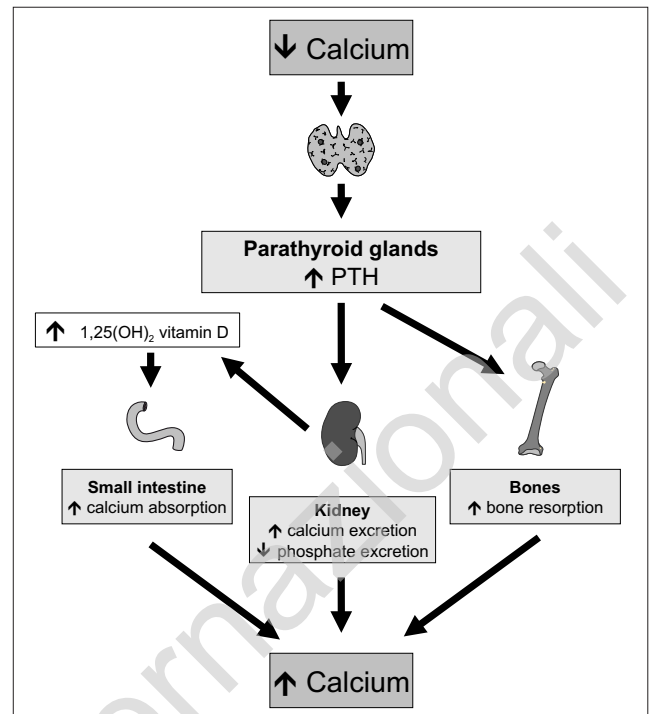 ↓ Calcium
Parathyroid glands
↑ PTH
↑ 1,25(OH)₂ vitamin D
Small intestine
↑ calcium absorption
Kidney
↑ calcium excretion
↓ phosphate excretion
Bones
↑ bone resorption
↑ Calcium
ernazionali